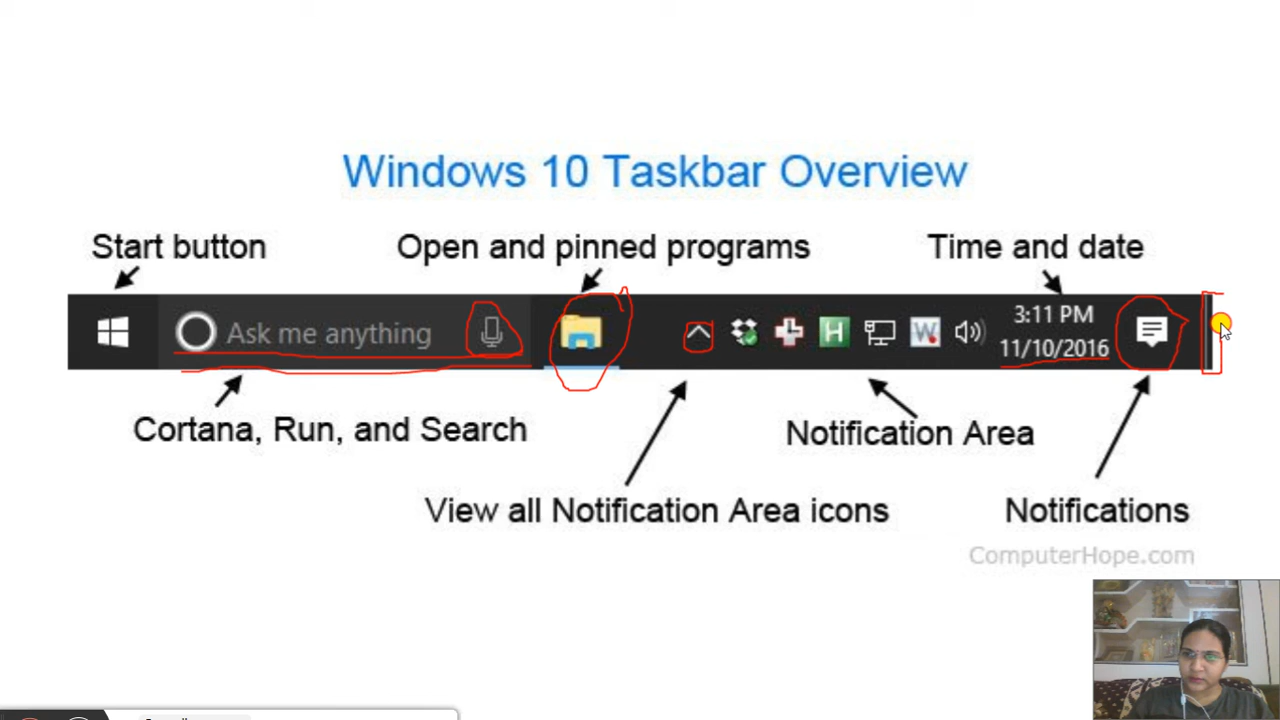 Windows 10 Taskbar Overview
Start button
Open and pinned programs
Time and date
Ask me anything
H
W
3:11 PM
11/10/2016
Cortana, Run, and Search
Notification Area
View all Notification Area icons
Notifications
ComputerHope.com